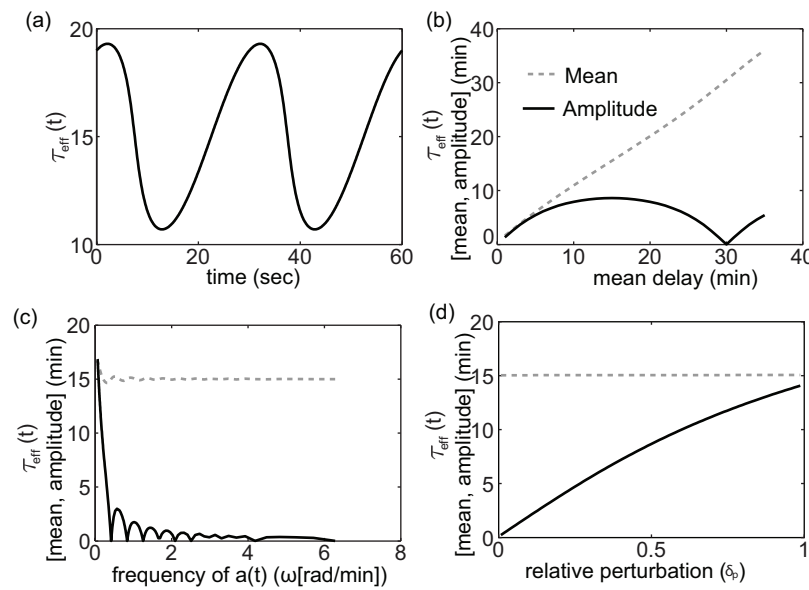 (a)
20
15
10
τeff (t)
0 20 40 60
time (sec)
(b)
40
30
20
10
0
τeff (t)
[mean, amplitude] (min)
Mean
Amplitude
0 10 20 30 40
mean delay (min)
(c)
20
15
10
5
0
τeff (t)
[mean, amplitude] (min)
0 2 4 6 8
frequency of a(t) (ω[rad/min])
(d)
20
15
10
5
0
τeff (t)
[mean, amplitude] (min)
0 0.5 1
relative perturbation (δp)